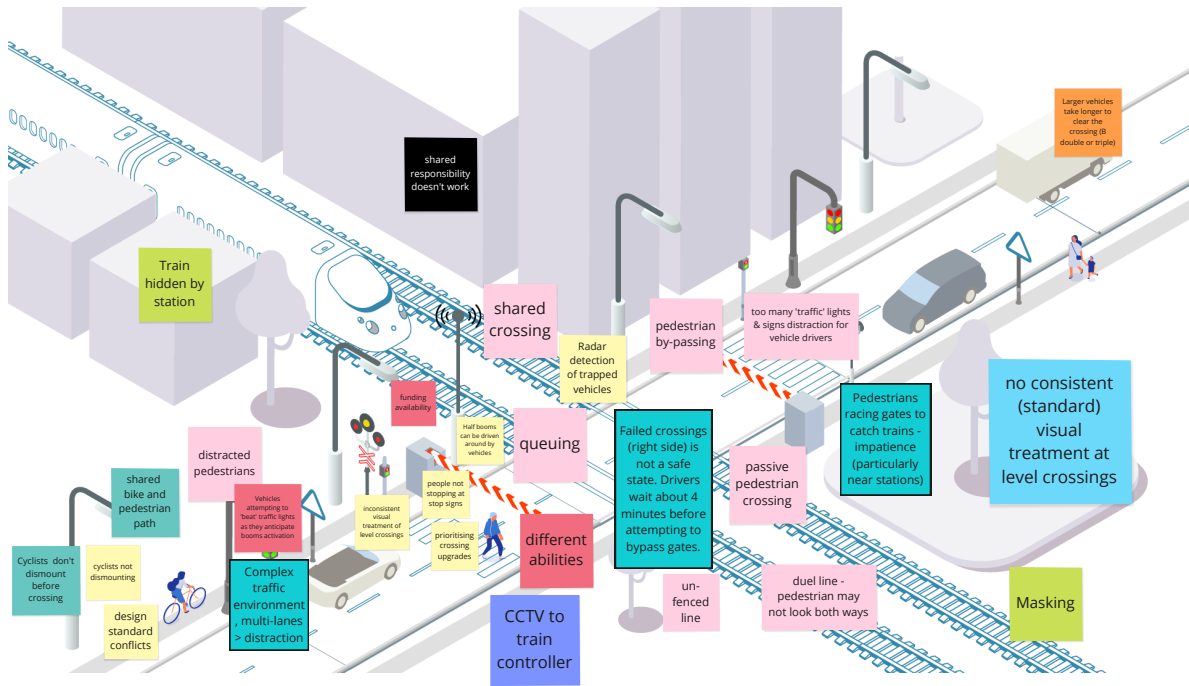 Larger vehicles
take longer to
clear the
crossing (B
double or triple)
shared
responsibility
doesn't work
Train
hidden by
station
shared
crossing
pedestrian
by-passing
too many 'traffic' lights
& signs distraction for
vehicle drivers
Radar
detection
of trapped
vehicles
funding
availability
no consistent
(standard)
visual
treatment at
level crossings
Pedestrians
racing gates to
catch trains -
impatience
(particularly
near stations)
Half booms
can be driven
around by
vehicles
queuing
Failed crossings
(right side) is
not a safe
state. Drivers
wait about 4
minutes before
attempting to
bypass gates.
distracted
pedestrians
passive
pedestrian
crossing
shared
bike and
pedestrian
path
people not
stopping at
stop signs
Vehicles
attempting to
'beat' traffic lights
as they anticipate
booms activation
inconsistent
visual
treatment of
level crossings
prioritising
crossing
upgrades
different
abilities
Cyclists don't
dismount
before
crossing
cyclists not
dismounting
Complex
traffic
environment
, multi-lanes
> distraction
design
standard
conflicts
CCTV to
train
controller
un-
fenced
line
duel line -
pedestrian may
not look both ways
Masking